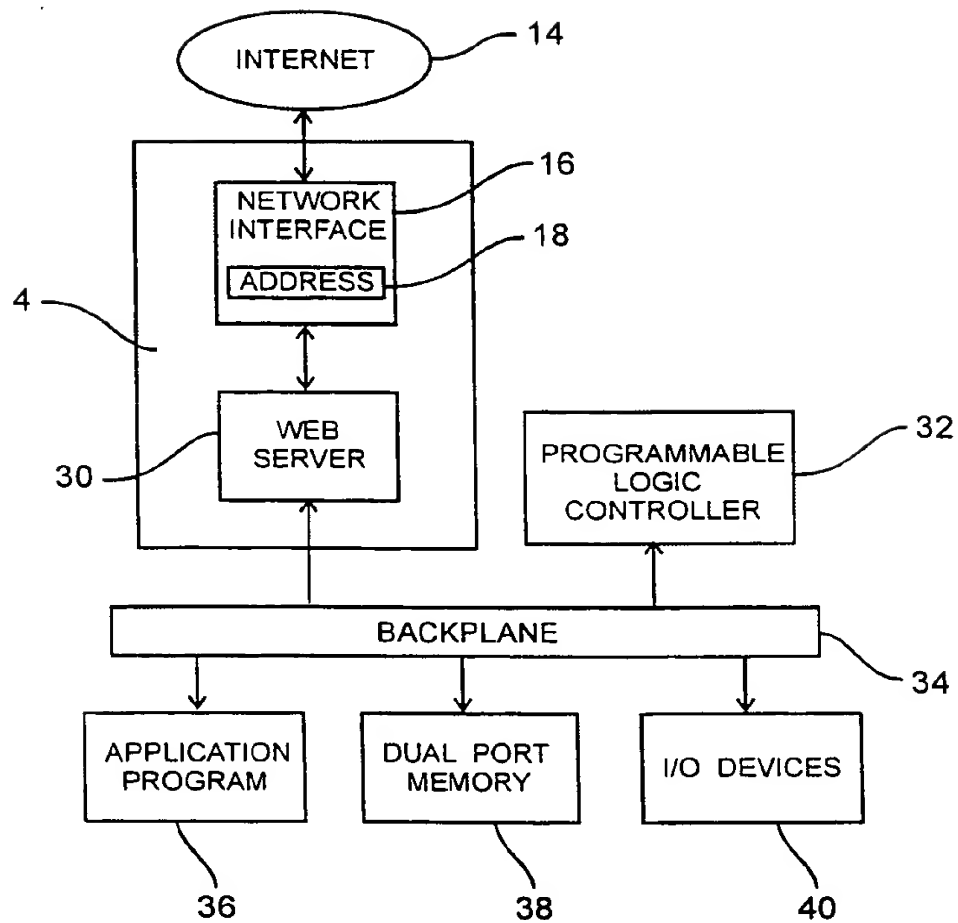 INTERNET
14
16
NETWORK
INTERFACE
18
ADDRESS
4
WEB
SERVER
30
32
PROGRAMMABLE
LOGIC
CONTROLLER
BACKPLANE
34
APPLICATION
PROGRAM
DUAL PORT
MEMORY
I/O DEVICES
36
38
40